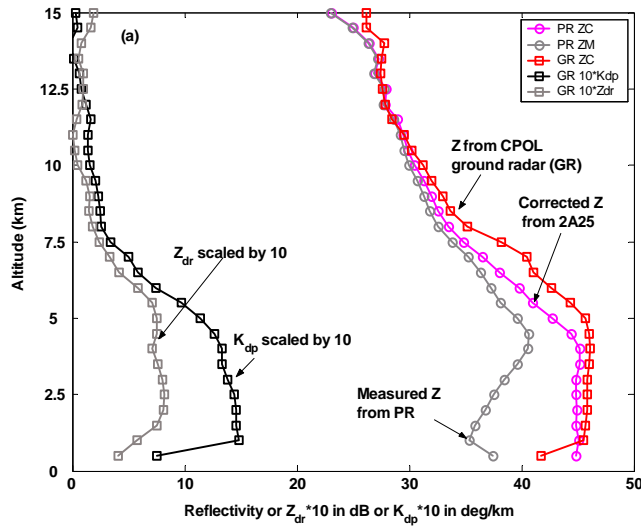 (a)
PR ZC
PR ZM
GR ZC
GR 10*Kdp
GR 10*Zdr
Z from CPOL
ground radar (GR)
Corrected Z
from 2A25
Zdr scaled by 10
Kdp scaled by 10
Measured Z
from PR
Altitude (km)
15
12.5
10
7.5
5
2.5
0
0 10 20 30 40 50
Reflectivity or Zdr*10 in dB or Kdp*10 in deg/km